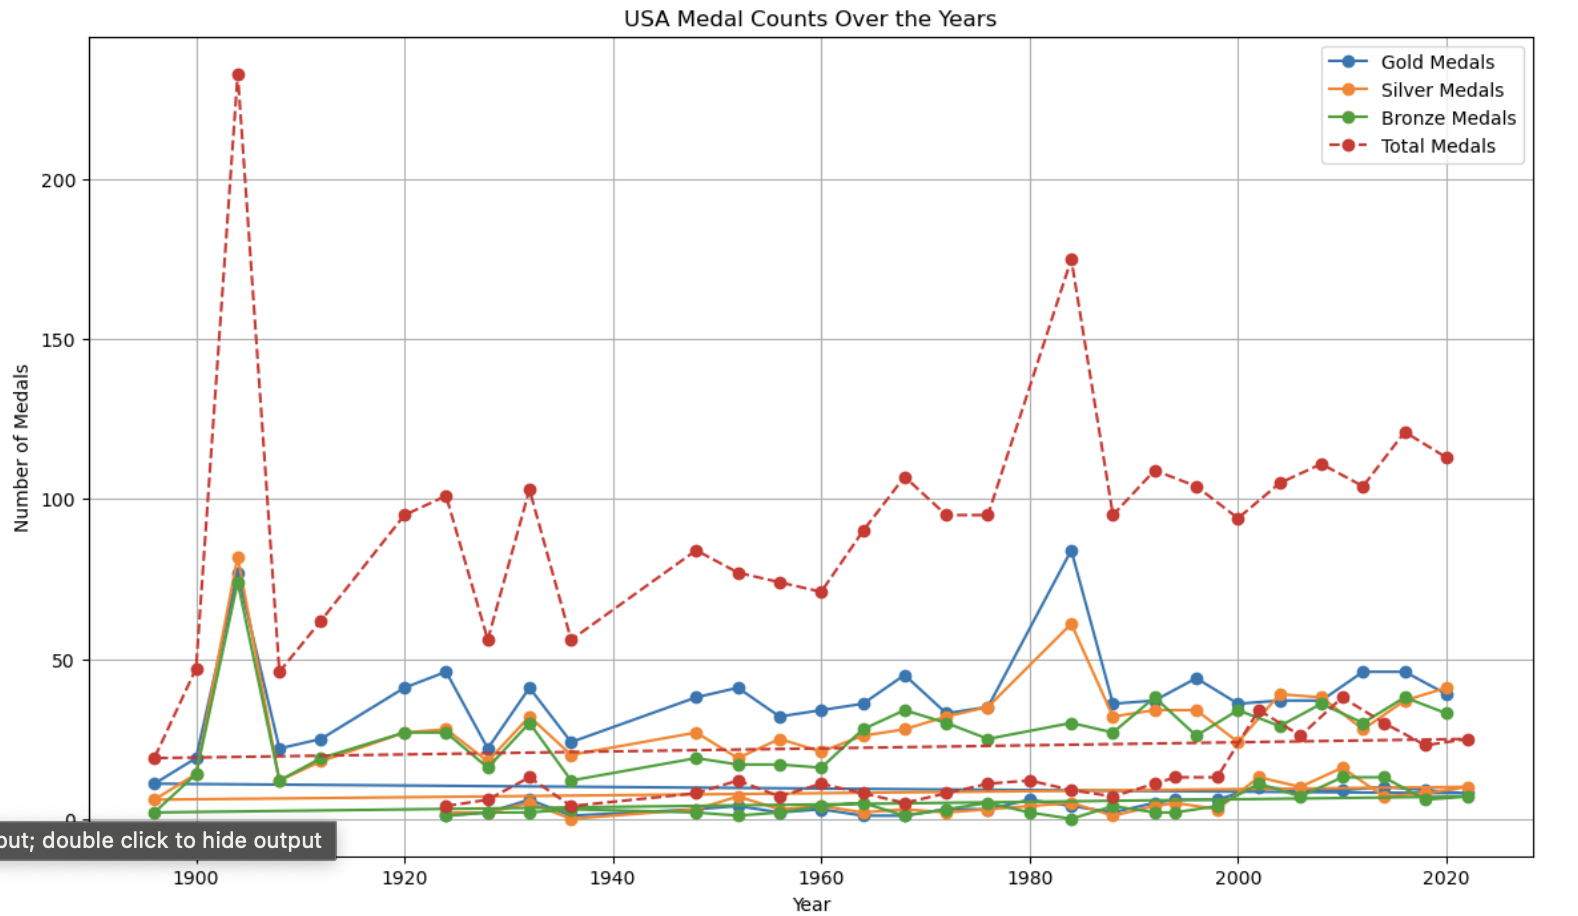 USA Medal Counts Over the Years
Gold Medals
Silver Medals
Bronze Medals
Total Medals
200
150
100
50
0
Number of Medals
out; double click to hide output
1900
1920
1940
1960
1980
2000
2020
Year